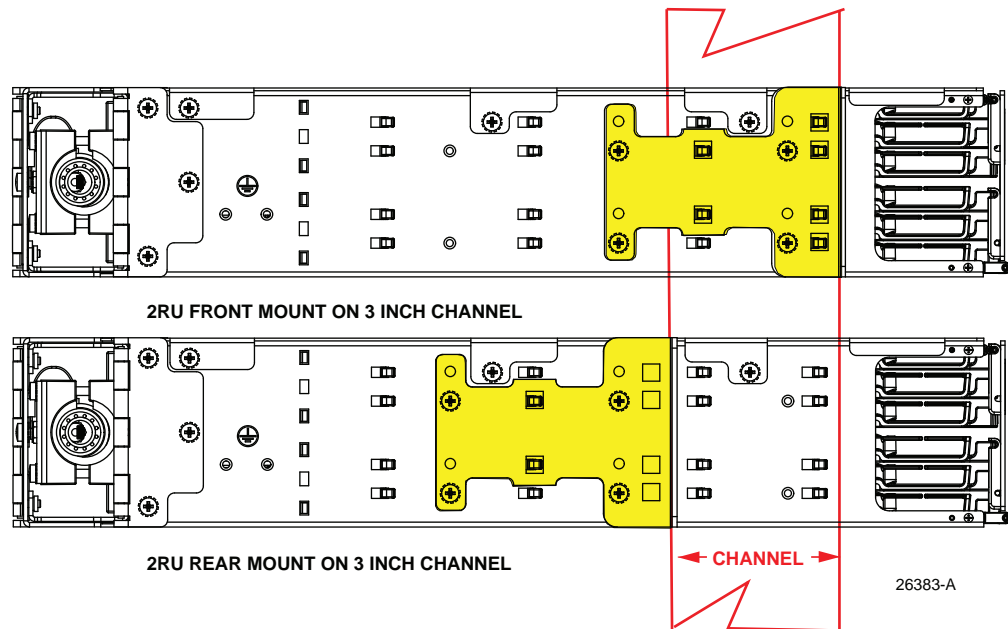 2RU FRONT MOUNT ON 3 INCH CHANNEL
2RU REAR MOUNT ON 3 INCH CHANNEL
CHANNEL
26383-A